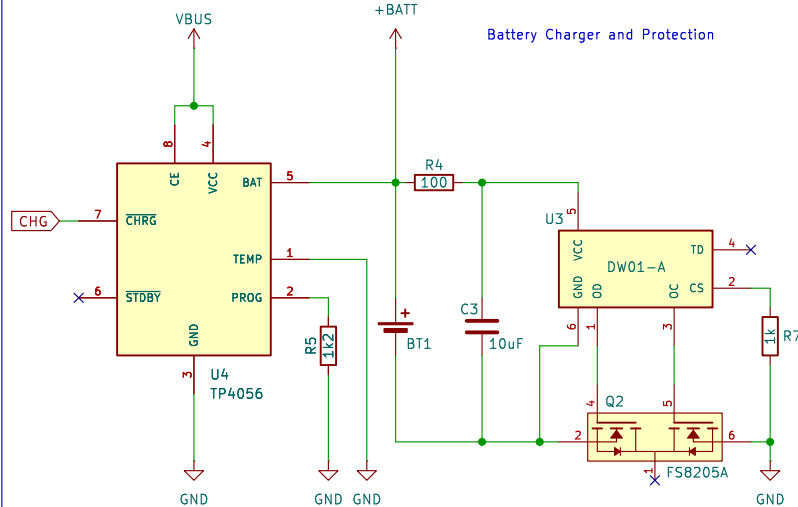 VBUS
+BATT
Battery Charger and Protection
8
4
CE
VCC
BAT
5
R4
100
CHG
7
CHRG
U3
5
VCC
TD
4
DW01-A
TEMP
1
GND
OD
OC
CS
2
6
STDBY
PROG
2
C3
10uF
6
1
3
R5
1k2
+
BT1
1k
R7
GND
3
U4
TP4056
4
Q2
5
2
6
1
FS8205A
GND
GND
GND
GND